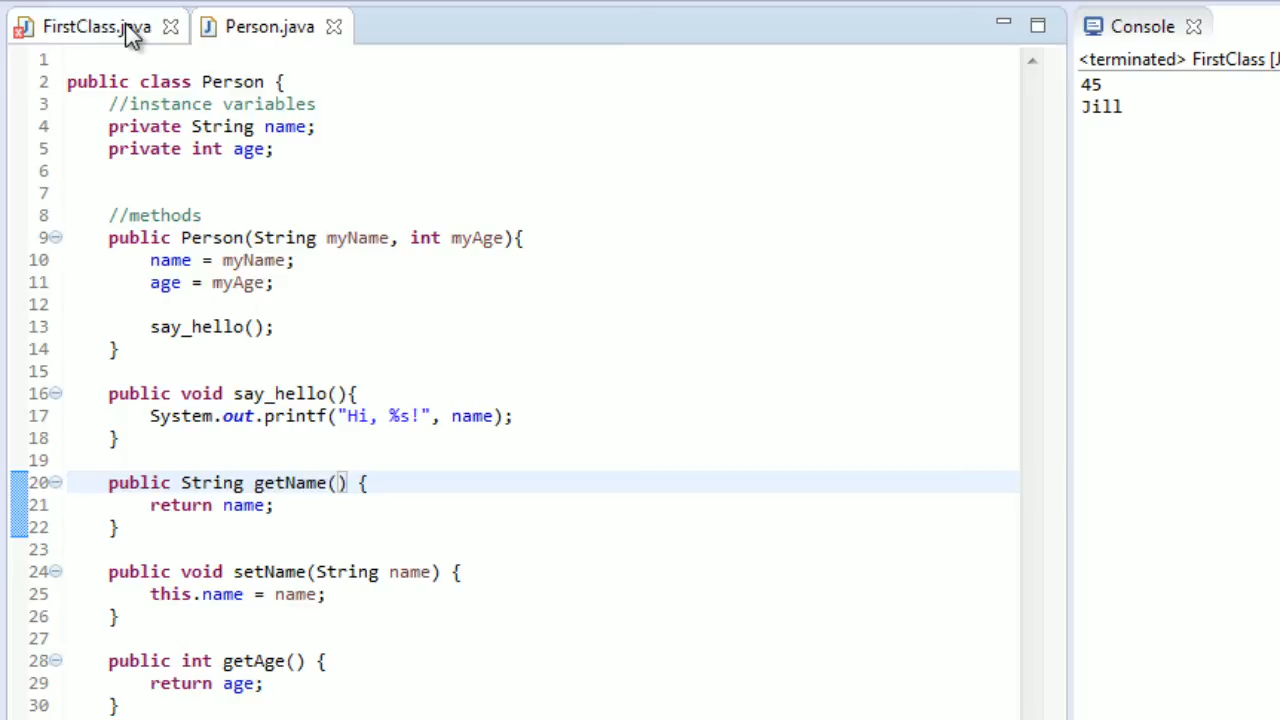 FirstClass.java
Person.java
1
2 public class Person {
3 //instance variables
4 private String name;
5 private int age;
6
7
8 //methods
9 public Person(String myName, int myAge){
10 name = myName;
11 age = myAge;
12
13 say_hello();
14 }
15
16 public void say_hello(){
17 System.out.printf("Hi, %s!", name);
18 }
19
20 public String getName() {
21 return name;
22 }
23
24 public void setName(String name) {
25 this.name = name;
26 }
27
28 public int getAge() {
29 return age;
30 }
Console
<terminated> FirstClass [J
45
Jill